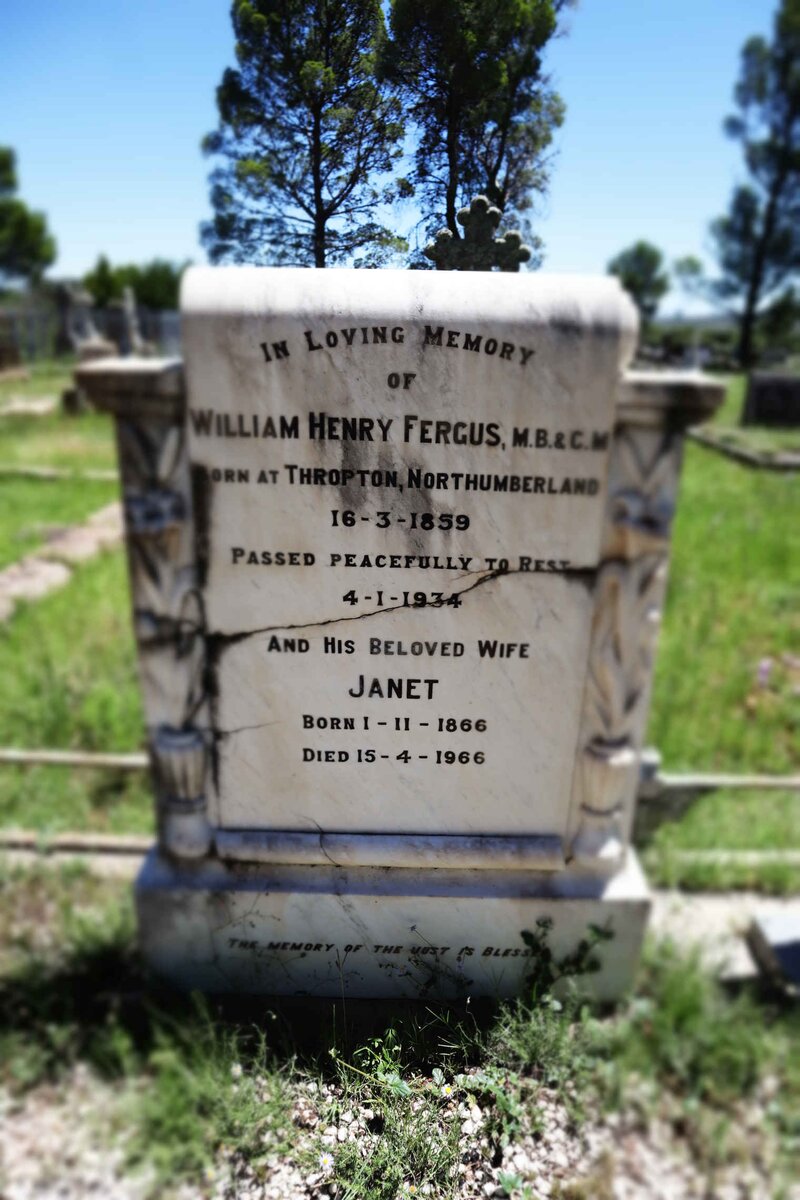 In Loving Memory
of
William Henry Fergus, M.B. & C.M
Born at Thropton, Northumberland
16-3-1859
Passed peacefully to Rest
4-1-1934
And His Beloved Wife
Janet
Born 1-11-1866
Died 15-4-1966
The memory of the just is Blesse